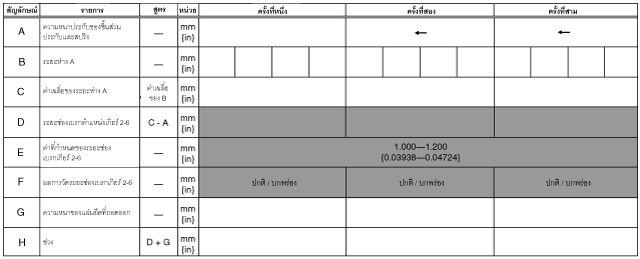 สัญลักษณ์ รายการ สูตร หน่วย ครั้งที่หนึ่ง ครั้งที่สอง ครั้งที่สาม
A ความหนาประกับของชิ้นส่วน — mm ← ←
ประกับและสปริง {in}
B ระยะห่าง A — mm
{in}
C ค่าเฉลี่ยของระยะห่าง A ค่าเฉลี่ย mm
ของ B {in}
D ระยะช่องเบรกตำแหน่งเกียร์ 2-6 C - A mm
{in}
E ค่าที่กำหนดของระยะช่อง — mm 1.000—1.200
เบรกเกียร์ 2-6 {in} {0.03938—0.04724}
F ผลการวัดระยะช่องเบรกเกียร์ 2-6 — mm ปกติ / บกพร่อง ปกติ / บกพร่อง ปกติ / บกพร่อง
{in}
G ความหนาของแผ่นยึดที่ถอดออก — mm
{in}
H ช่วง D + G mm
{in}